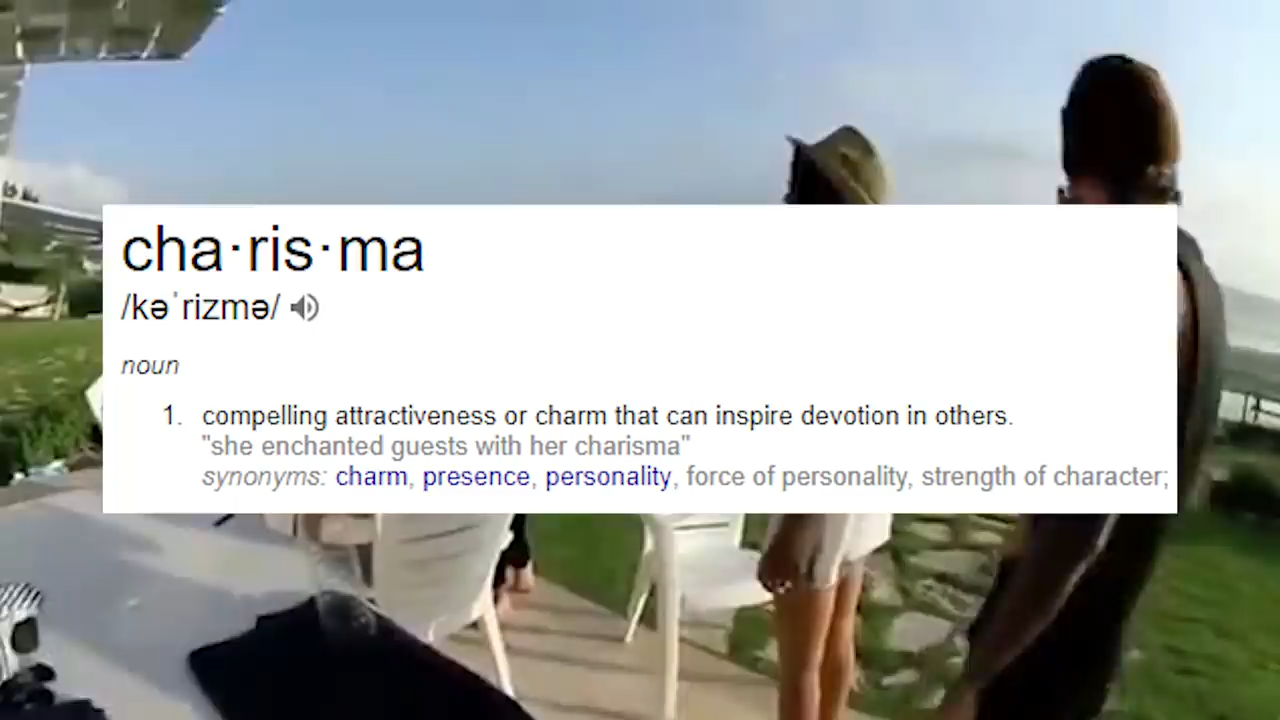 cha·ris·ma
/kəˈrizmə/
noun
1. compelling attractiveness or charm that can inspire devotion in others.
"she enchanted guests with her charisma"
synonyms: charm, presence, personality, force of personality, strength of character;